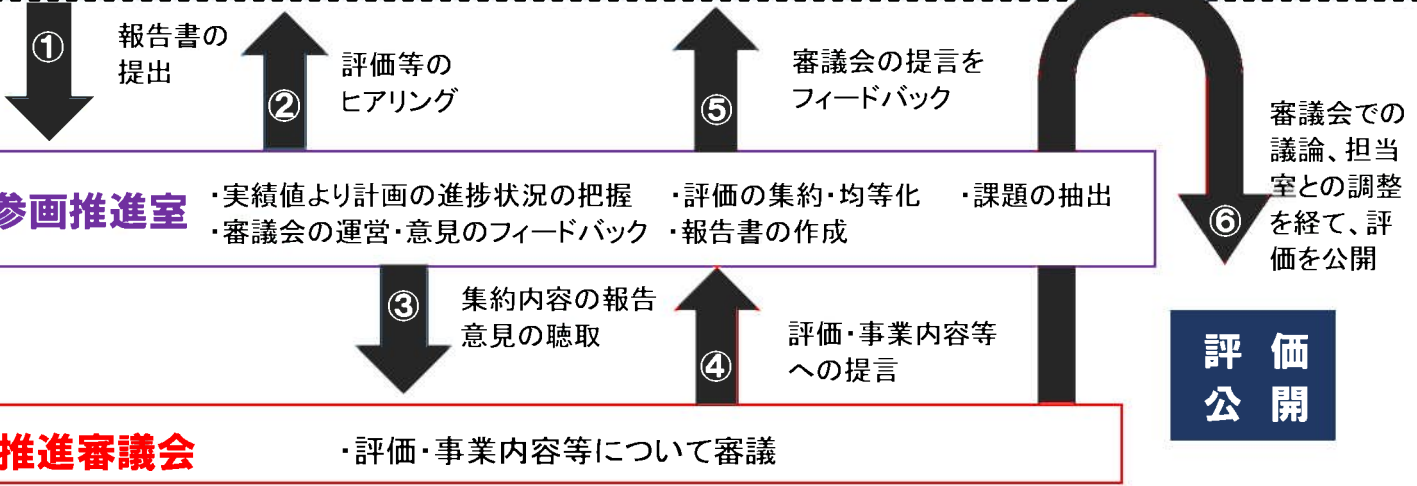 ①
報告書の
提出
②
評価等の
ヒアリング
⑤
審議会の提言を
フィードバック
審議会での
議論、担当
室との調整
を経て、評
価を公開
⑥
参画推進室
・実績値より計画の進捗状況の把握 ・評価の集約・均等化 ・課題の抽出
・審議会の運営・意見のフィードバック ・報告書の作成
③
集約内容の報告
意見の聴取
④
評価・事業内容等
への提言
評 価
公 開
推進審議会
・評価・事業内容等について審議